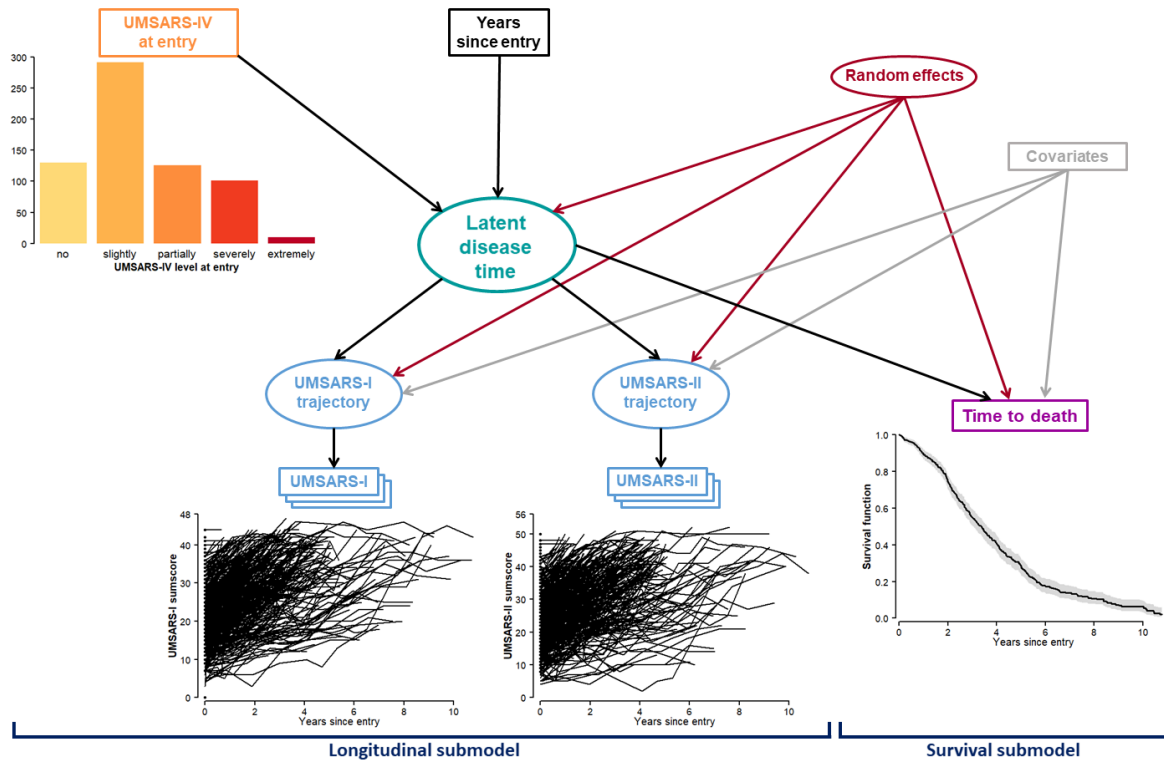 UMSARS-IV
at entry
Years
since entry
Random effects
Covariates
300
250
200
150
100
50
0
no slightly partially severely extremely
UMSARS-IV level at entry
Latent
disease
time
UMSARS-I
trajectory
UMSARS-II
trajectory
Time to death
UMSARS-I
UMSARS-II
UMSARS-I sumscore
48
40
30
20
10
0
0 2 4 6 8 10
Years since entry
UMSARS-II sumscore
56
50
40
30
20
10
0
0 2 4 6 8 10
Years since entry
Survival function
1.0
0.8
0.6
0.4
0.2
0.0
0 2 4 6 8 10
Years since entry
Longitudinal submodel
Survival submodel